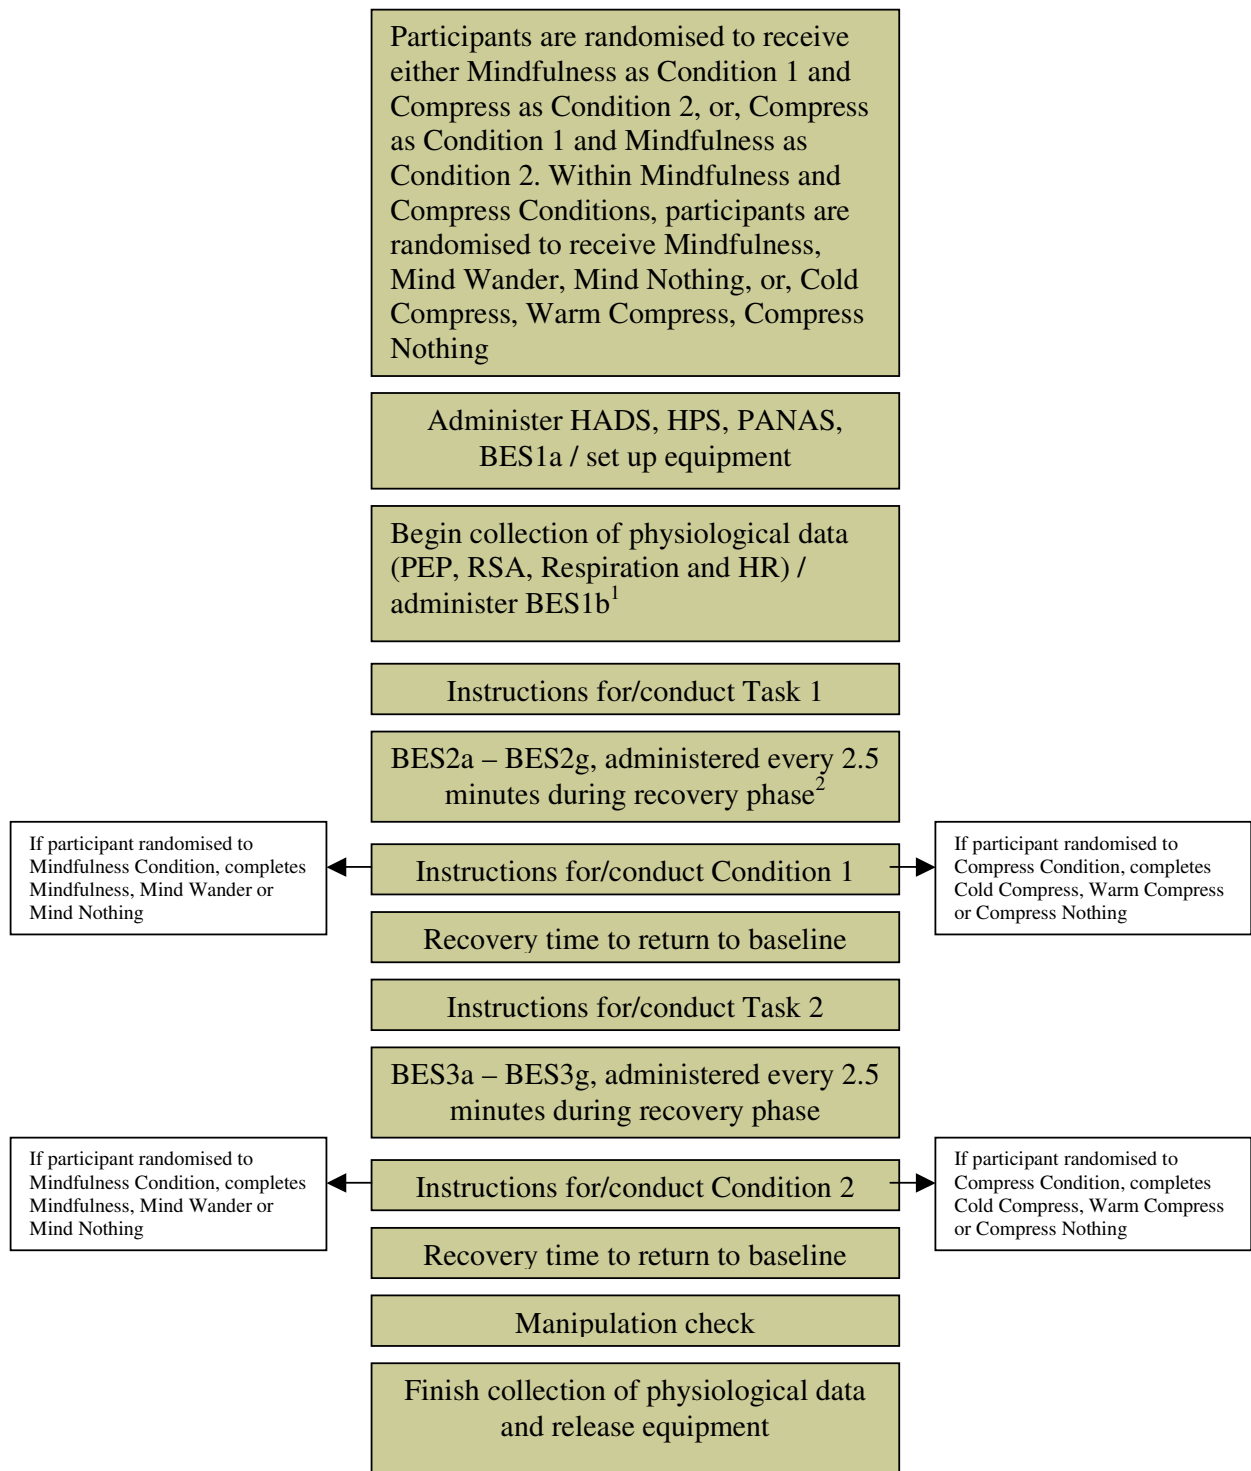 Participants are randomised to receive
either Mindfulness as Condition 1 and
Compress as Condition 2, or, Compress
as Condition 1 and Mindfulness as
Condition 2. Within Mindfulness and
Compress Conditions, participants are
randomised to receive Mindfulness,
Mind Wander, Mind Nothing, or, Cold
Compress, Warm Compress, Compress
Nothing
Administer HADS, HPS, PANAS,
BES1a / set up equipment
Begin collection of physiological data
(PEP, RSA, Respiration and HR) /
administer BES1b1
Instructions for/conduct Task 1
BES2a – BES2g, administered every 2.5
minutes during recovery phase2
If participant randomised to
Mindfulness Condition, completes
Mindfulness, Mind Wander or
Mind Nothing
Instructions for/conduct Condition 1
If participant randomised to
Compress Condition, completes
Cold Compress, Warm Compress
or Compress Nothing
Recovery time to return to baseline
Instructions for/conduct Task 2
BES3a – BES3g, administered every 2.5
minutes during recovery phase
If participant randomised to
Mindfulness Condition, completes
Mindfulness, Mind Wander or
Mind Nothing
Instructions for/conduct Condition 2
If participant randomised to
Compress Condition, completes
Cold Compress, Warm Compress
or Compress Nothing
Recovery time to return to baseline
Manipulation check
Finish collection of physiological data
and release equipment